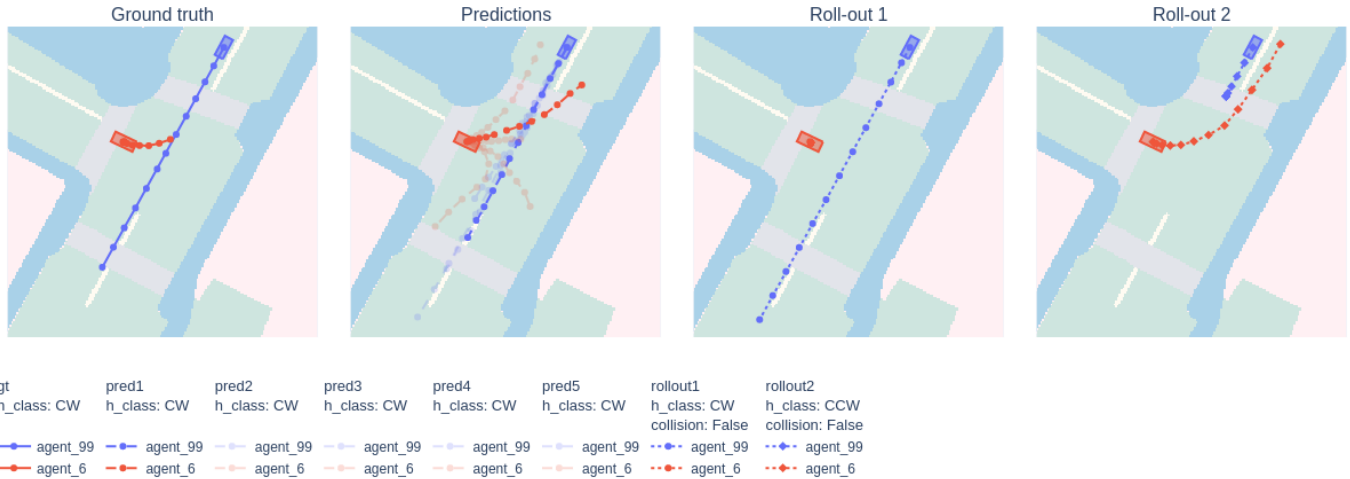 Ground truth Predictions Roll-out 1 Roll-out 2
gt pred1 pred2 pred3 pred4 pred5 rollout1 rollout2
h_class: CW h_class: CW h_class: CW h_class: CW h_class: CW h_class: CW h_class: CW h_class: CCW
collision: False collision: False
agent_99 agent_99 agent_99 agent_99 agent_99 agent_99 agent_99 agent_99
agent_6 agent_6 agent_6 agent_6 agent_6 agent_6 agent_6 agent_6